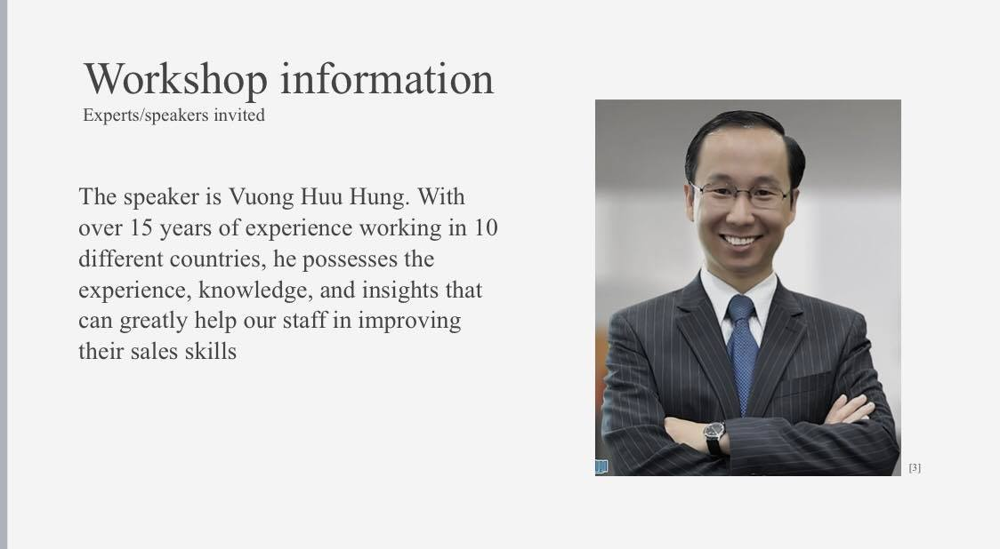 Workshop information
Experts/speakers invited
The speaker is Vuong Huu Hung. With
over 15 years of experience working in 10
different countries, he possesses the
experience, knowledge, and insights that
can greatly help our staff in improving
their sales skills
[3]